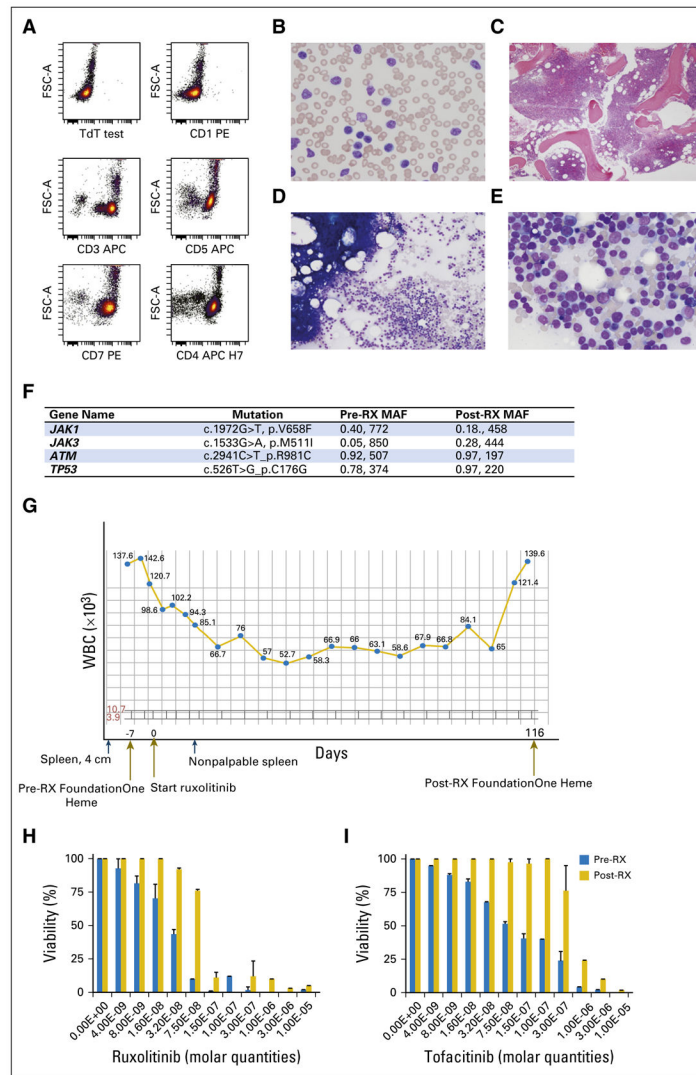 A
B
C
FSC-A
FSC-A
TdT test
CD1 PE
FSC-A
FSC-A
CD3 APC
CD5 APC
D
E
FSC-A
FSC-A
CD7 PE
CD4 APC H7
F
Gene Name Mutation Pre-RX MAF Post-RX MAF
JAK1 c.1972G>T, p.V658F 0.40, 772 0.18., 458
JAK3 c.1533G>A, p.M511I 0.05, 850 0.28, 444
ATM c.2941C>T_p.R981C 0.92, 507 0.97, 197
TP53 c.526T>G_p.C176G 0.78, 374 0.97, 220
G
WBC (×10³)
137.6
142.6
120.7
98.6
102.2
94.3
85.1
66.7
76
57
52.7
58.3
66.9
66
63.1
58.6
67.9
66.8
84.1
65
121.4
139.6
10.7
3.9
-7 0 116
Days
Spleen, 4 cm
Nonpalpable spleen
Pre-RX FoundationOne
Heme
Start ruxolitinib
Post-RX FoundationOne Heme
H
Viability (%)
100
75
50
25
0
0.00E+00 4.00E-09 8.00E-09 1.60E-08 3.20E-08 7.50E-08 1.50E-07 1.00E-07 3.00E-07 1.00E-06 3.00E-06 1.00E-05
Ruxolitinib (molar quantities)
I
Pre-RX
Post-RX
Viability (%)
100
75
50
25
0
0.00E+00 4.00E-09 8.00E-09 1.60E-08 3.20E-08 7.50E-08 1.50E-07 1.00E-07 3.00E-07 1.00E-06 3.00E-06 1.00E-05
Tofacitinib (molar quantities)